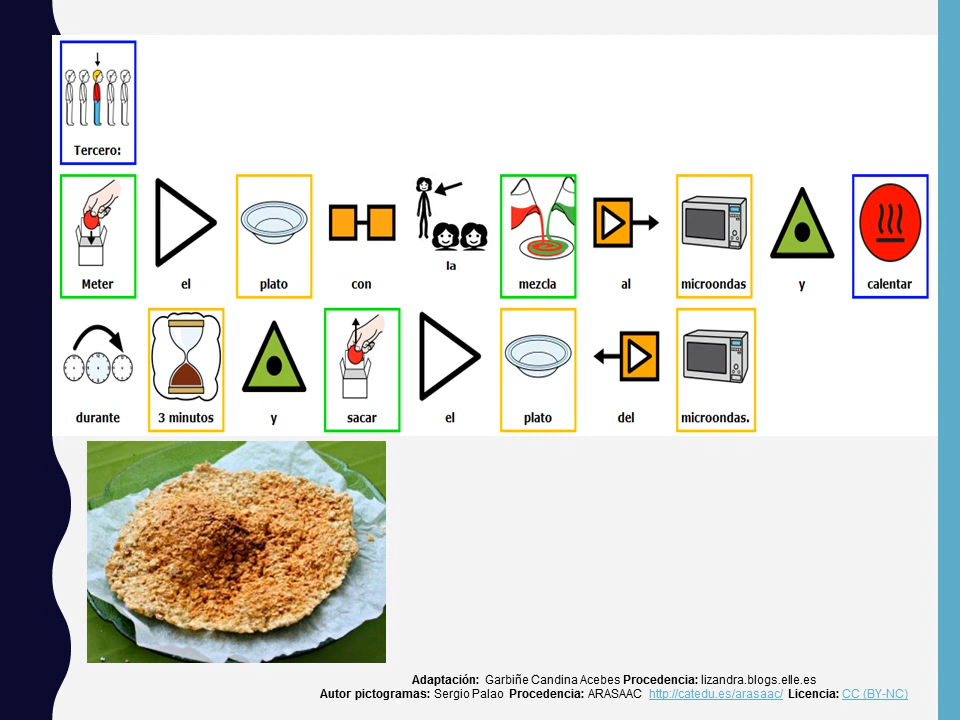 Tercero:
la
Meter el plato con mezcla al microondas y calentar
durante 3 minutos y sacar el plato del microondas.
Adaptación: Garbiñe Candina Acebes Procedencia: lizandra.blogs.elle.es
Autor pictogramas: Sergio Palao Procedencia: ARASAAC http://catedu.es/arasaac/ Licencia: CC (BY-NC)